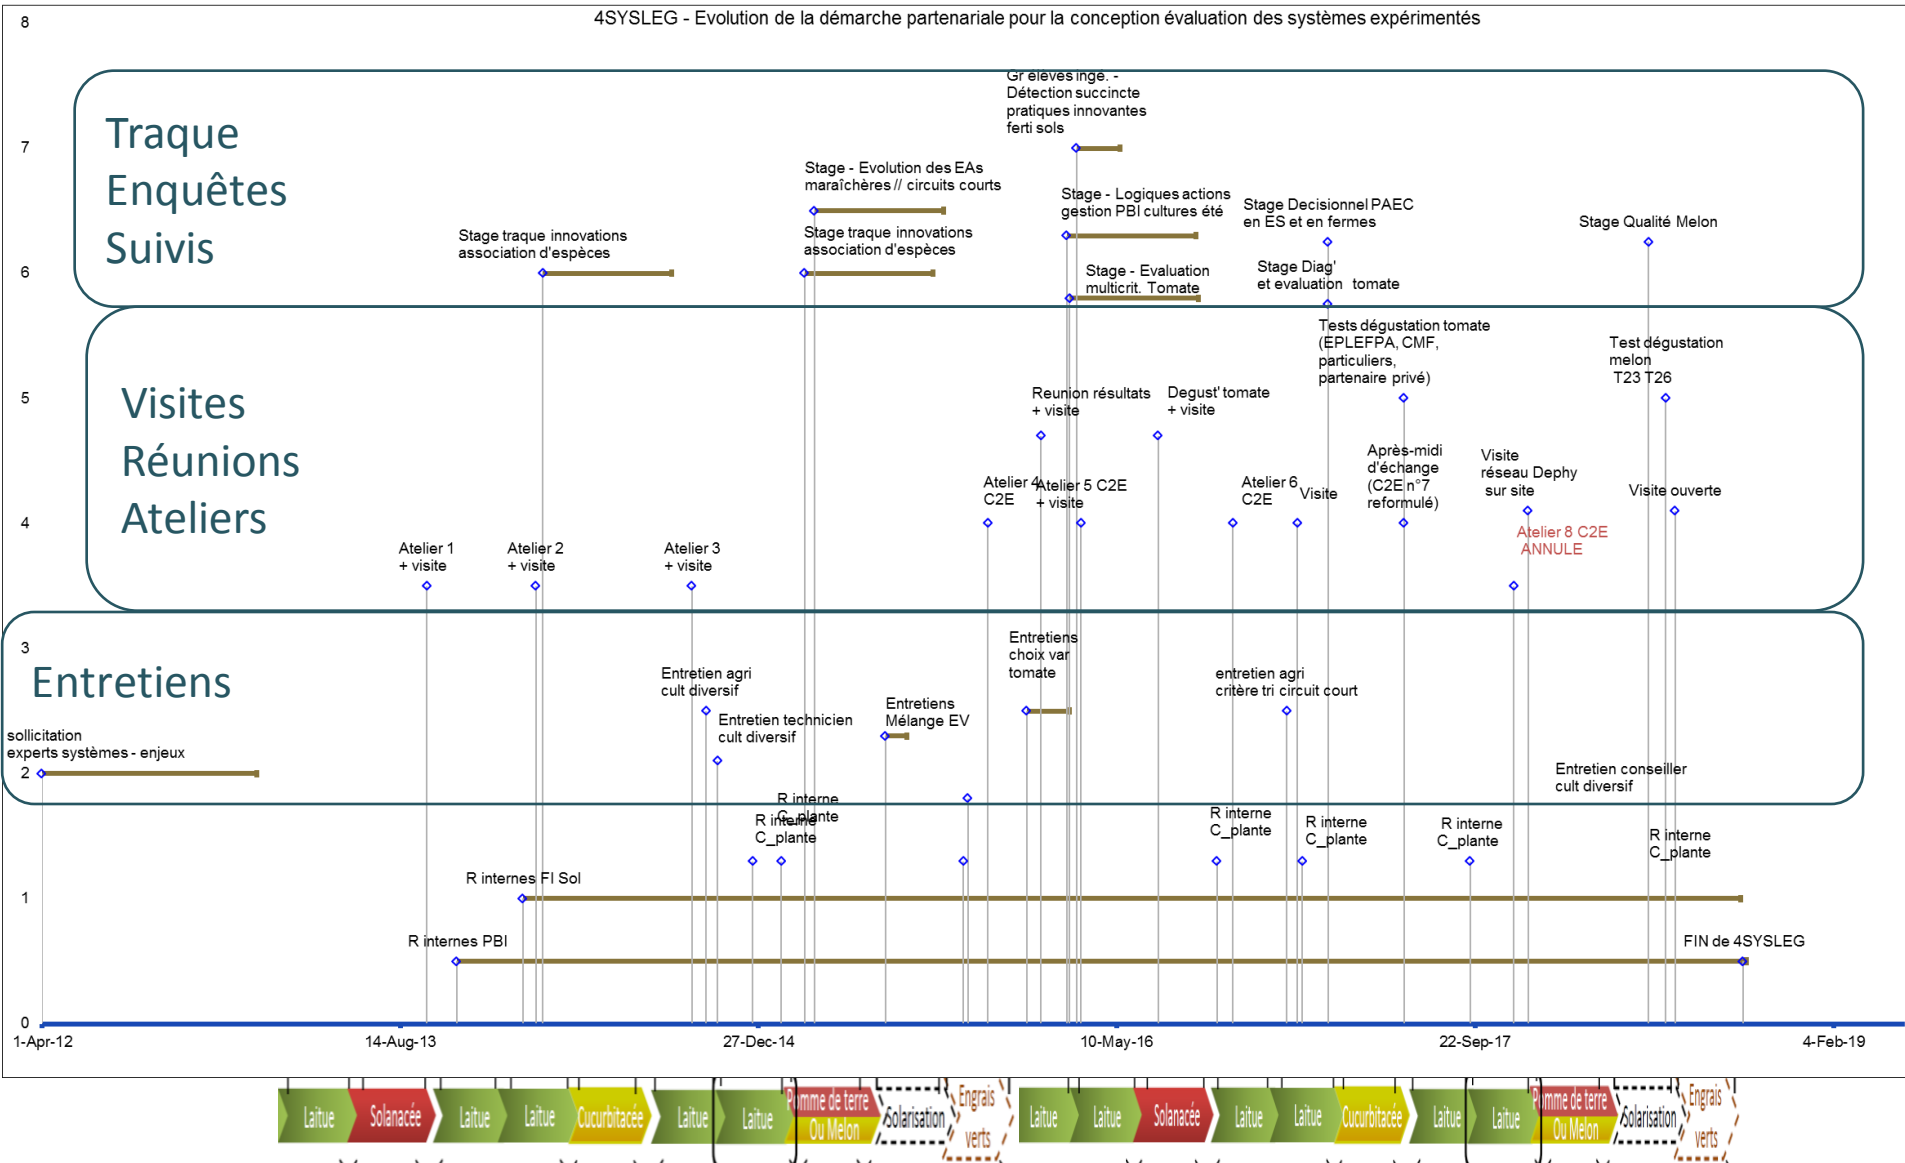 4SYSLEG - Evolution de la démarche partenariale pour la conception évaluation des systèmes expérimentés
8
7
6
5
4
3
2
1
0
Traque
Enquêtes
Suivis
Gr élèves ingé. -
Détection succincte
pratiques innovantes
ferti sols
Stage - Evolution des EAs
maraîchères // circuits courts
Stage - Logiques actions
gestion PBI cultures été
Stage Decisionnel PAEC
en ES et en fermes
Stage Qualité Melon
Stage traque innovations
association d'espèces
Stage traque innovations
association d'espèces
Stage - Evaluation
multicrit. Tomate
Stage Diag'
et evaluation tomate
Visites
Réunions
Ateliers
Tests dégustation tomate
(EPLEFPA, CMF,
particuliers,
partenaire privé)
Test dégustation
melon
T23 T26
Reunion résultats
+ visite
Degust' tomate
+ visite
Après-midi
d'échange
(C2E n°7
reformulé)
Visite
réseau Dephy
sur site
Atelier 4
C2E
Atelier 5 C2E
+ visite
Atelier 6
C2E
Visite
Visite ouverte
Atelier 8 C2E
ANNULE
Atelier 1
+ visite
Atelier 2
+ visite
Atelier 3
+ visite
Entretiens
Entretiens
choix var
tomate
Entretien agri
cult diversif
entretien agri
critère tri circuit court
Entretien technicien
cult diversif
Entretiens
Mélange EV
sollicitation
experts systèmes - enjeux
Entretien conseiller
cult diversif
R interne
C_plante
R interne
C_plante
R interne
C_plante
R interne
C_plante
R interne
C_plante
R interne
C_plante
R internes FI Sol
R internes PBI
FIN de 4SYSLEG
1-Apr-12
14-Aug-13
27-Dec-14
10-May-16
22-Sep-17
4-Feb-19
Laitue
Solanacée
Laitue
Laitue
Cucurbitacée
Laitue
Laitue
Pomme de terre
Ou Melon
Solarisation
Engrais
verts
Laitue
Laitue
Solanacée
Laitue
Laitue
Cucurbitacée
Laitue
Laitue
Pomme de terre
Ou Melon
Solarisation
Engrais
verts